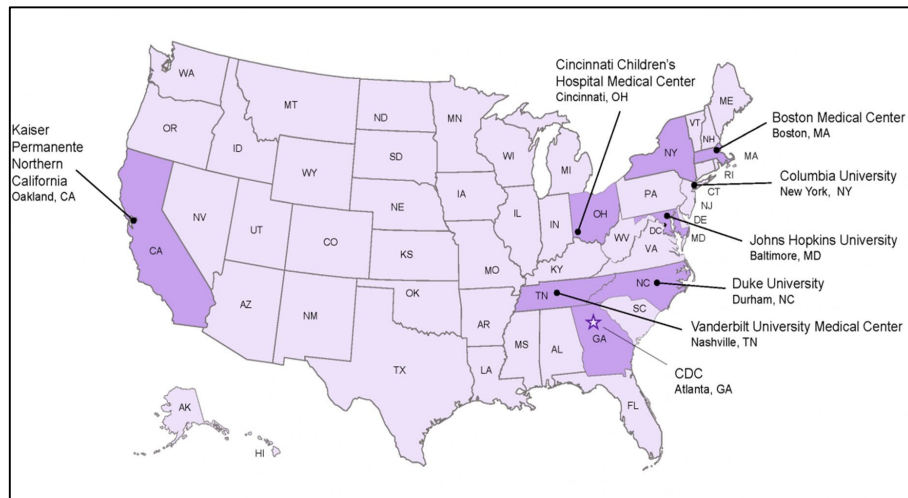 Kaiser
Permanente
Northern
California
Oakland, CA
Cincinnati Children's
Hospital Medical Center
Cincinnati, OH
Boston Medical Center
Boston, MA
Columbia University
New York, NY
Johns Hopkins University
Baltimore, MD
Duke University
Durham, NC
Vanderbilt University Medical Center
Nashville, TN
CDC
Atlanta, GA
WA
MT
ND
MN
ME
VT
NH
OR
ID
SD
WI
MI
NY
MA
RI
CT
WY
IA
PA
NJ
NE
NV
UT
CO
IL
IN
OH
DE
DC
MD
WV
VA
CA
KS
MO
KY
AZ
NM
OK
TN
NC
AR
SC
MS
AL
GA
TX
LA
FL
AK
HI